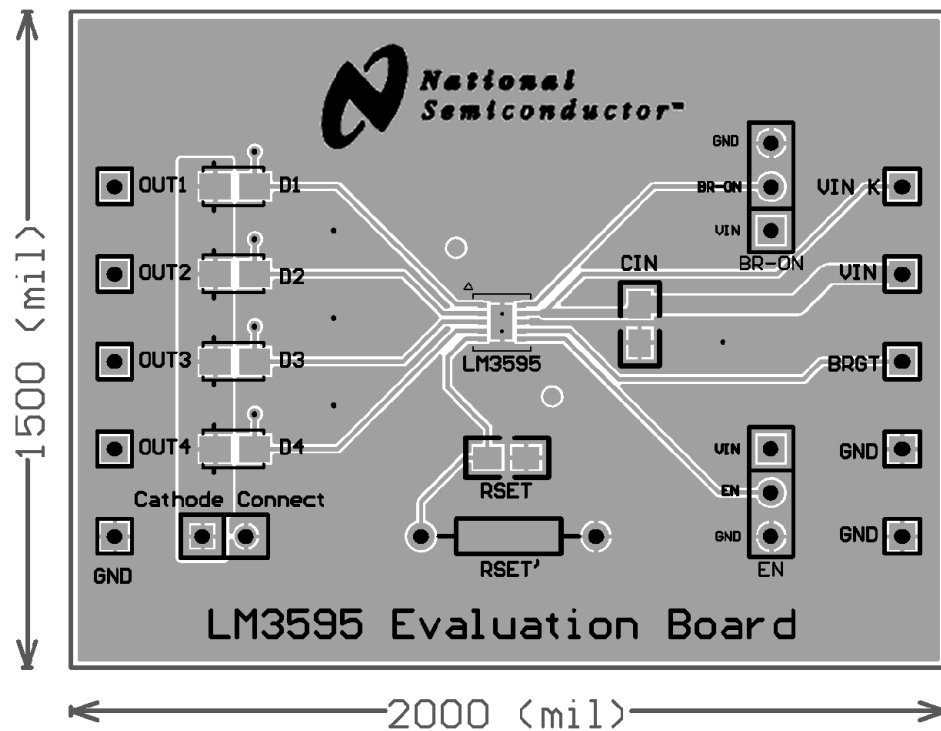 National
Semiconductor™
GND
OUT1
D1
BR-ON
VIN K
VIN
BR-ON
OUT2
D2
CIN
VIN
OUT3
D3
LM3595
BRGT
OUT4
D4
VIN
GND
RSET
EN
Cathode Connect
GND
GND
GND
RSET'
EN
LM3595 Evaluation Board
1500 (mil)
2000 (mil)